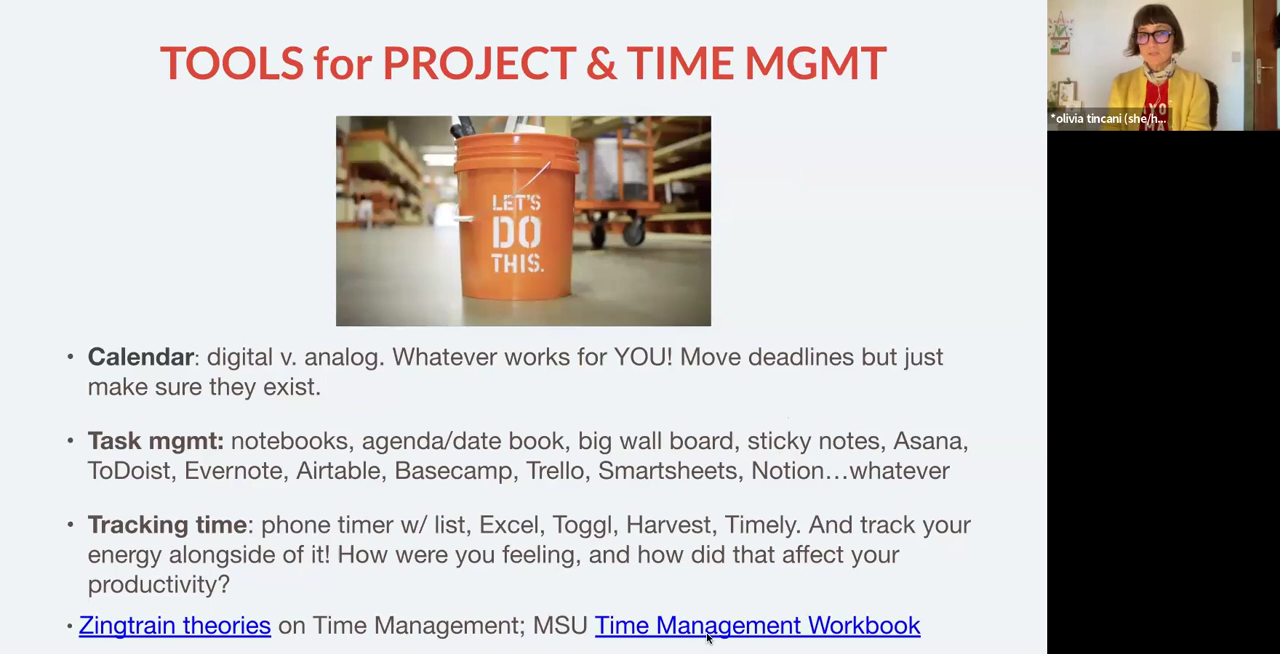 TOOLS for PROJECT & TIME MGMT
LET'S
DO
THIS.
• Calendar: digital v. analog. Whatever works for YOU! Move deadlines but just
make sure they exist.
• Task mgmt: notebooks, agenda/date book, big wall board, sticky notes, Asana,
ToDoist, Evernote, Airtable, Basecamp, Trello, Smartsheets, Notion…whatever
• Tracking time: phone timer w/ list, Excel, Toggl, Harvest, Timely. And track your
energy alongside of it! How were you feeling, and how did that affect your
productivity?
• Zingtrain theories on Time Management; MSU Time Management Workbook
*olivia tincani (she/h...